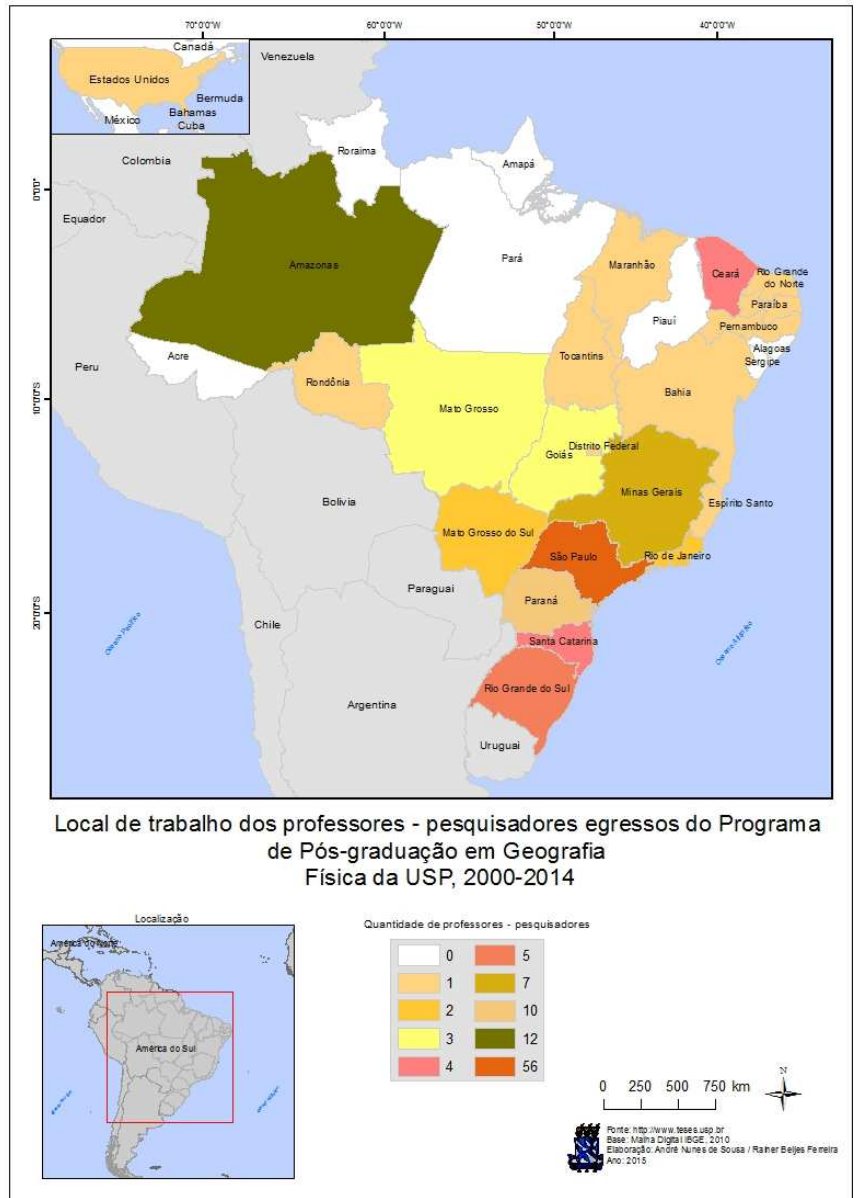 70°0'0"W
60°0'0"W
50°0'0"W
40°0'0"W
Canadá
Estados Unidos
Bermuda
Bahamas
México
Cuba
Venezuela
Colombia
Roraima
Amapá
0°0'0"
Equador
Amazonas
Pará
Maranhão
Ceará
Rio Grande
do Norte
Paraíba
Piauí
Pernambuco
Acre
Alagoas
Sergipe
Tocantins
Peru
Rondônia
Bahia
10°0'0"S
Mato Grosso
Distrito Federal
Goiás
Minas Gerais
Espírito Santo
Bolivia
Mato Grosso do Sul
São Paulo
Rio de Janeiro
Paraguai
Paraná
20°0'0"S
Chile
Santa Catarina
Oceano Pacífico
Oceano Atlântico
Rio Grande do Sul
Argentina
Uruguai
Local de trabalho dos professores - pesquisadores egressos do Programa
de Pós-graduação em Geografia
Física da USP, 2000-2014
Localização
América do Norte
América do Sul
Quantidade de professores - pesquisadores
0 5
1 7
2 10
3 12
4 56
N
0 250 500 750 km
Fonte: http://www.teses.usp.br
Base: Malha Digital IBGE, 2010
Elaboração: André Nunes de Sousa / Rainer Beljes Ferreira
Ano: 2015